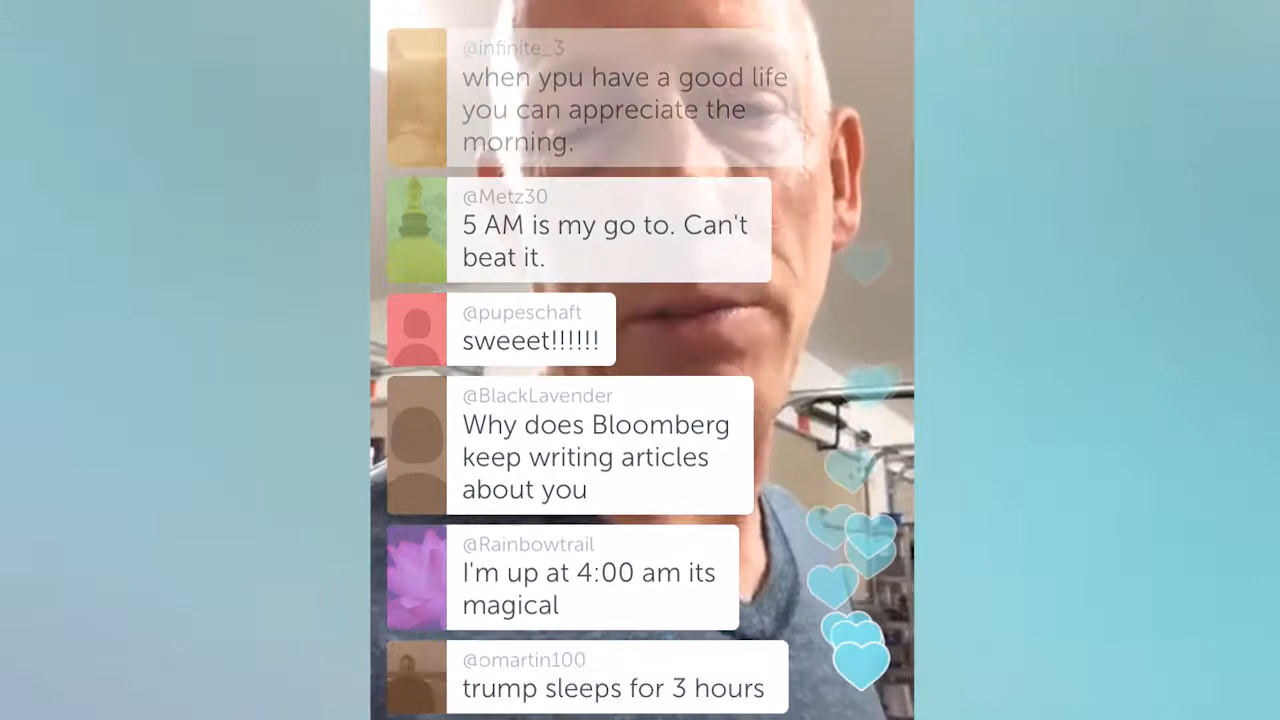 @infinite_3
when ypu have a good life
you can appreciate the
morning.
@Metz30
5 AM is my go to. Can't
beat it.
@pupeschaft
sweeet!!!!!!
@BlackLavender
Why does Bloomberg
keep writing articles
about you
@Rainbowtrail
I'm up at 4:00 am its
magical
@omartin100
trump sleeps for 3 hours